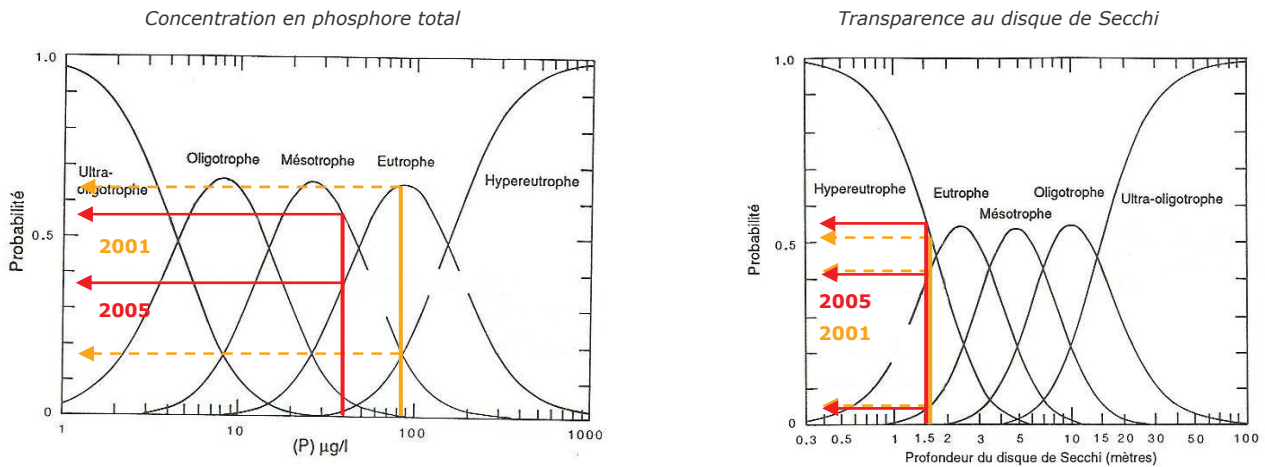 Concentration en phosphore total
1.0
0.5
0
Probabilité
Ultra-
oligotrophe
Oligotrophe
Mésotrophe
Eutrophe
Hypereutrophe
2001
2005
1
10
100
1000
(P) µg/l
Transparence au disque de Secchi
1.0
0.5
0
Probabilité
Hypereutrophe
Eutrophe
Mésotrophe
Oligotrophe
Ultra-oligotrophe
2005
2001
0.3 0.5 1 1.5 2 3 5 10 15 20 30 50 100
Profondeur du disque de Secchi (mètres)